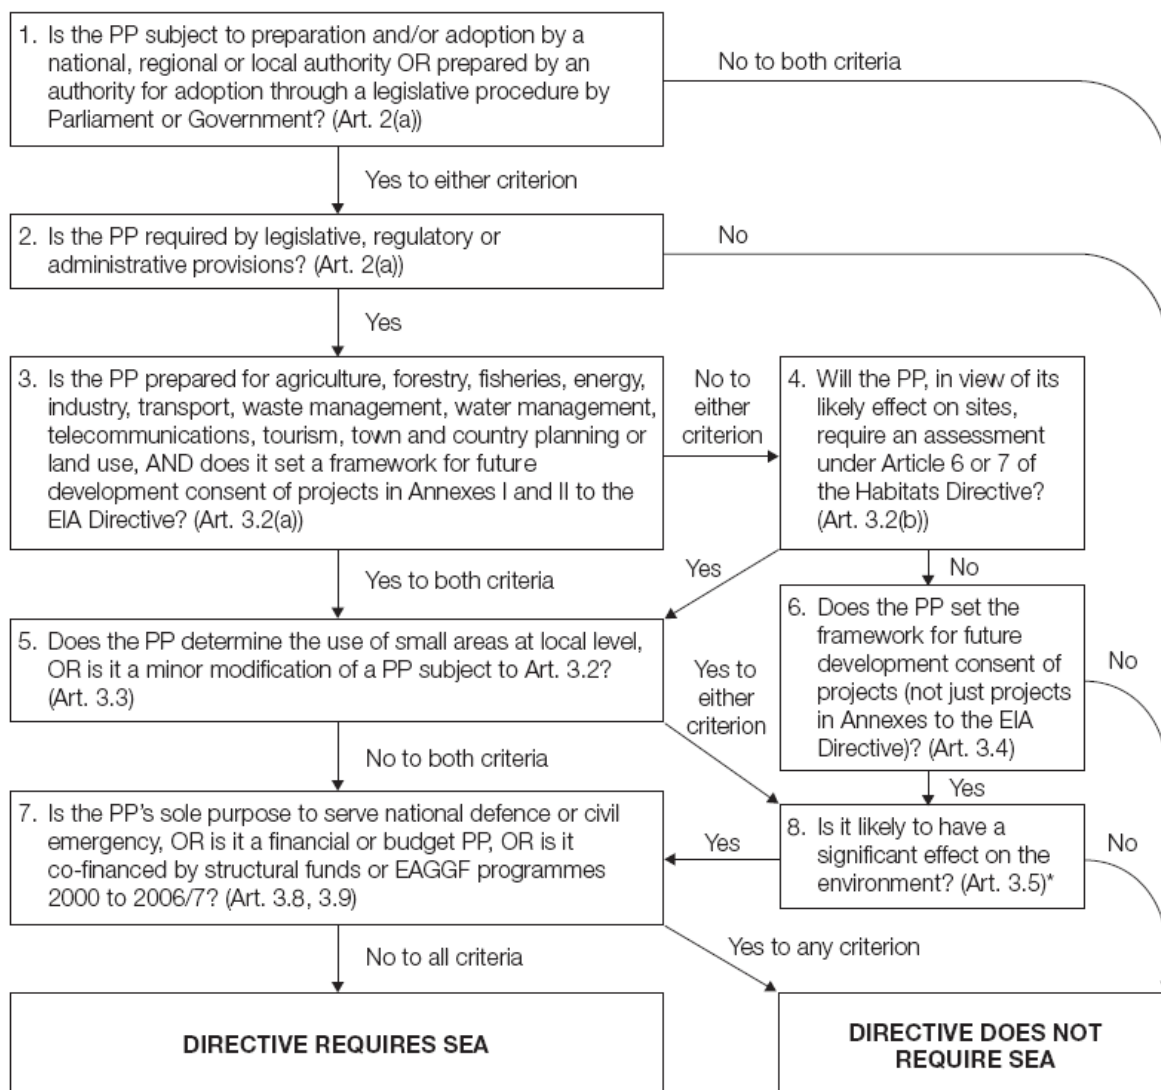 1. Is the PP subject to preparation and/or adoption by a
national, regional or local authority OR prepared by an
authority for adoption through a legislative procedure by
Parliament or Government? (Art. 2(a))
No to both criteria
Yes to either criterion
2. Is the PP required by legislative, regulatory or
administrative provisions? (Art. 2(a))
No
Yes
3. Is the PP prepared for agriculture, forestry, fisheries, energy,
industry, transport, waste management, water management,
telecommunications, tourism, town and country planning or
land use, AND does it set a framework for future
development consent of projects in Annexes I and II to the
EIA Directive? (Art. 3.2(a))
No to
either
criterion
4. Will the PP, in view of its
likely effect on sites,
require an assessment
under Article 6 or 7 of
the Habitats Directive?
(Art. 3.2(b))
Yes to both criteria
Yes
No
5. Does the PP determine the use of small areas at local level,
OR is it a minor modification of a PP subject to Art. 3.2?
(Art. 3.3)
Yes to
either
criterion
6. Does the PP set the
framework for future
development consent of
projects (not just projects
in Annexes to the EIA
Directive)? (Art. 3.4)
No
No to both criteria
Yes
7. Is the PP's sole purpose to serve national defence or civil
emergency, OR is it a financial or budget PP, OR is it
co-financed by structural funds or EAGGF programmes
2000 to 2006/7? (Art. 3.8, 3.9)
Yes
8. Is it likely to have a
significant effect on the
environment? (Art. 3.5)*
No
No to all criteria
Yes to any criterion
DIRECTIVE REQUIRES SEA
DIRECTIVE DOES NOT
REQUIRE SEA